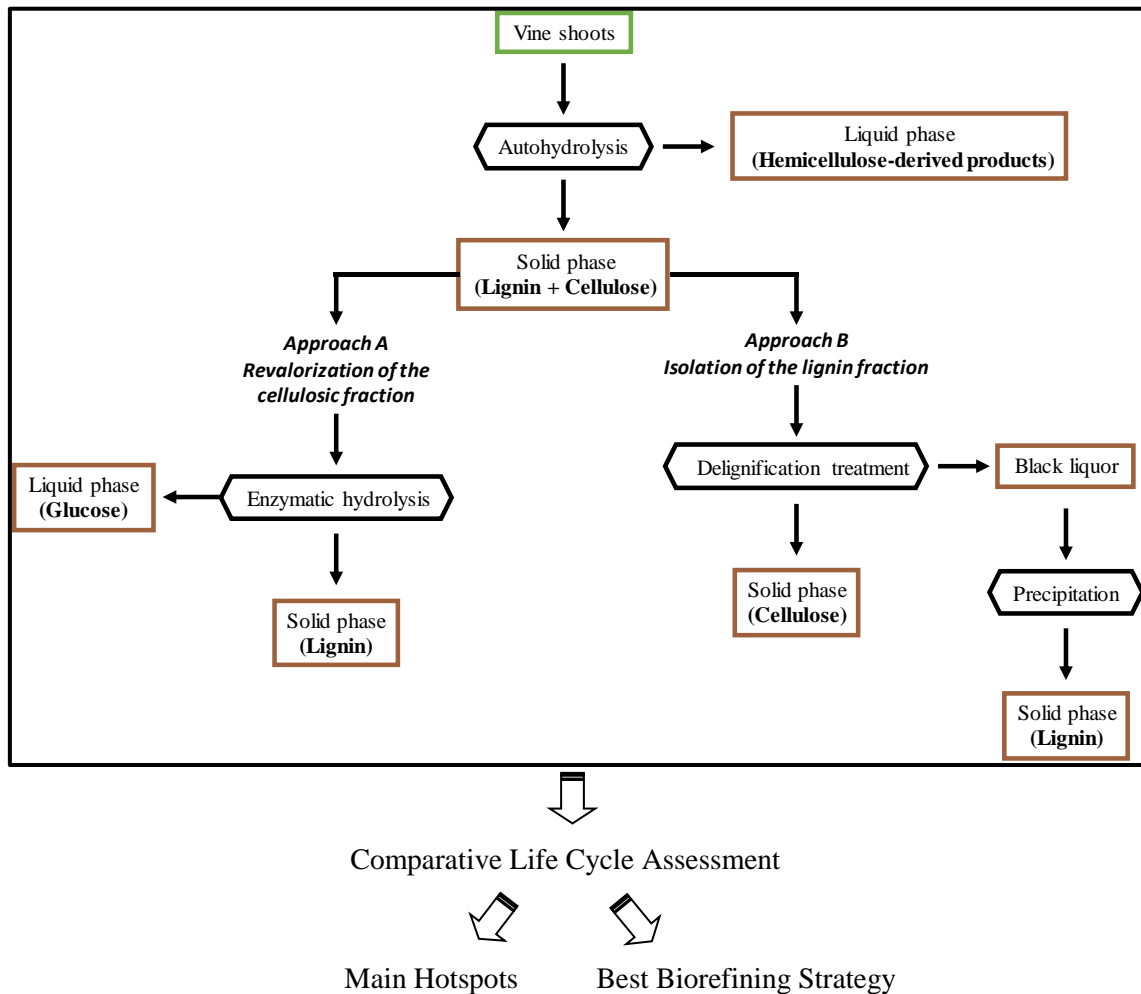 Vine shoots
Autohydrolysis
Liquid phase
(Hemicellulose-derived products)
Solid phase
(Lignin + Cellulose)
Approach A
Revalorization of the
cellulosic fraction
Approach B
Isolation of the lignin fraction
Liquid phase
(Glucose)
Enzymatic hydrolysis
Solid phase
(Lignin)
Delignification treatment
Black liquor
Solid phase
(Cellulose)
Precipitation
Solid phase
(Lignin)
Comparative Life Cycle Assessment
Main Hotspots
Best Biorefining Strategy